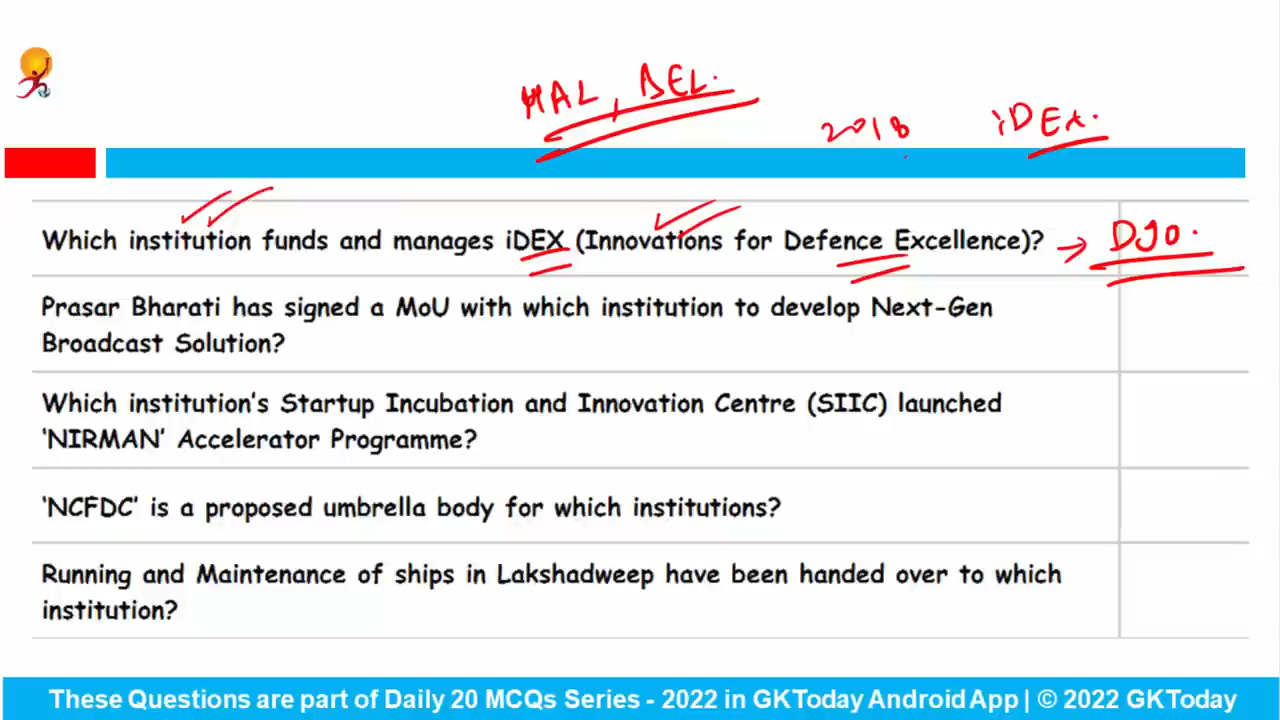 HAL, BEL.
2018 iDEX.
Which institution funds and manages iDEX (Innovations for Defence Excellence)? → DIO.
Prasar Bharati has signed a MoU with which institution to develop Next-Gen
Broadcast Solution?
Which institution's Startup Incubation and Innovation Centre (SIIC) launched
'NIRMAN' Accelerator Programme?
'NCFDC' is a proposed umbrella body for which institutions?
Running and Maintenance of ships in Lakshadweep have been handed over to which
institution?
These Questions are part of Daily 20 MCQs Series - 2022 in GKToday Android App | © 2022 GKToday